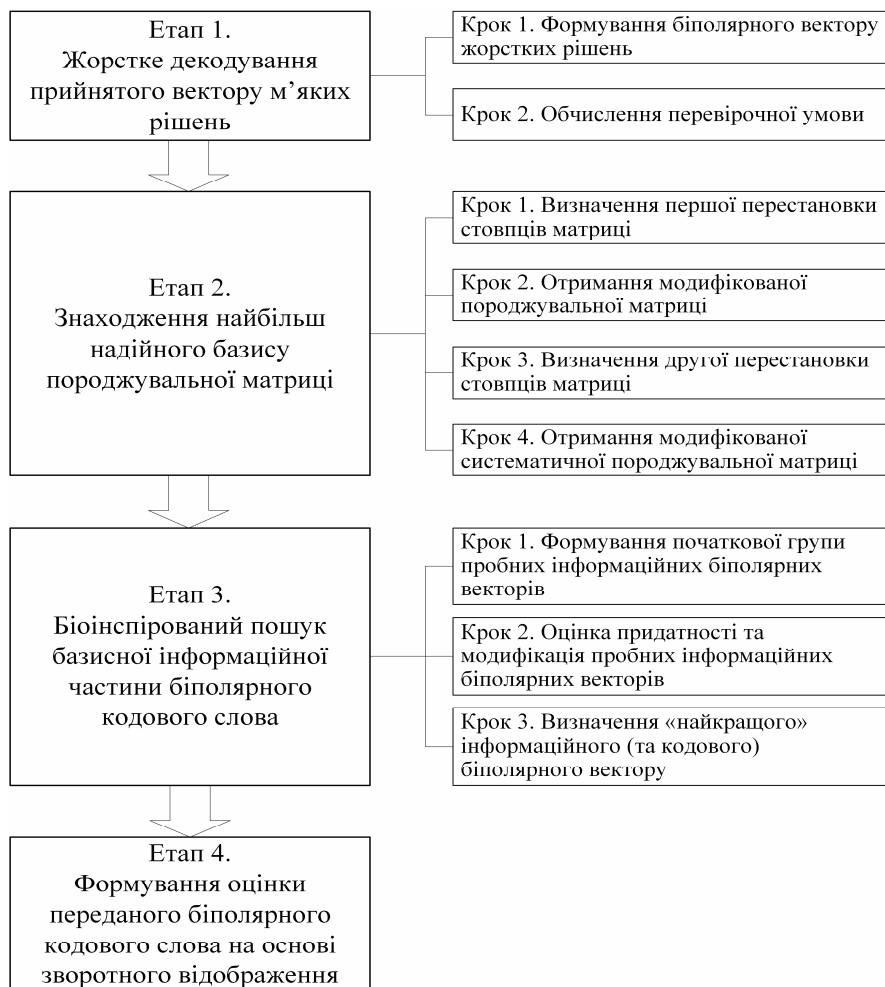 Етап 1.
Жорстке декодування
прийнятого вектору м’яких
рішень
Крок 1. Формування біполярного вектору
жорстких рішень
Крок 2. Обчислення перевірочної умови
Етап 2.
Знаходження найбільш
надійного базису
породжувальної матриці
Крок 1. Визначення першої перестановки
стовпців матриці
Крок 2. Отримання модифікованої
породжувальної матриці
Крок 3. Визначення другої перестановки
стовпців матриці
Крок 4. Отримання модифікованої
систематичної породжувальної матриці
Етап 3.
Біоінспірований пошук
базисної інформаційної
частини біполярного
кодового слова
Крок 1. Формування початкової групи
пробних інформаційних біполярних
векторів
Крок 2. Оцінка придатності та
модифікація пробних інформаційних
біполярних векторів
Крок 3. Визначення «найкращого»
інформаційного (та кодового)
біполярного вектору
Етап 4.
Формування оцінки
переданого біполярного
кодового слова на основі
зворотного відображення